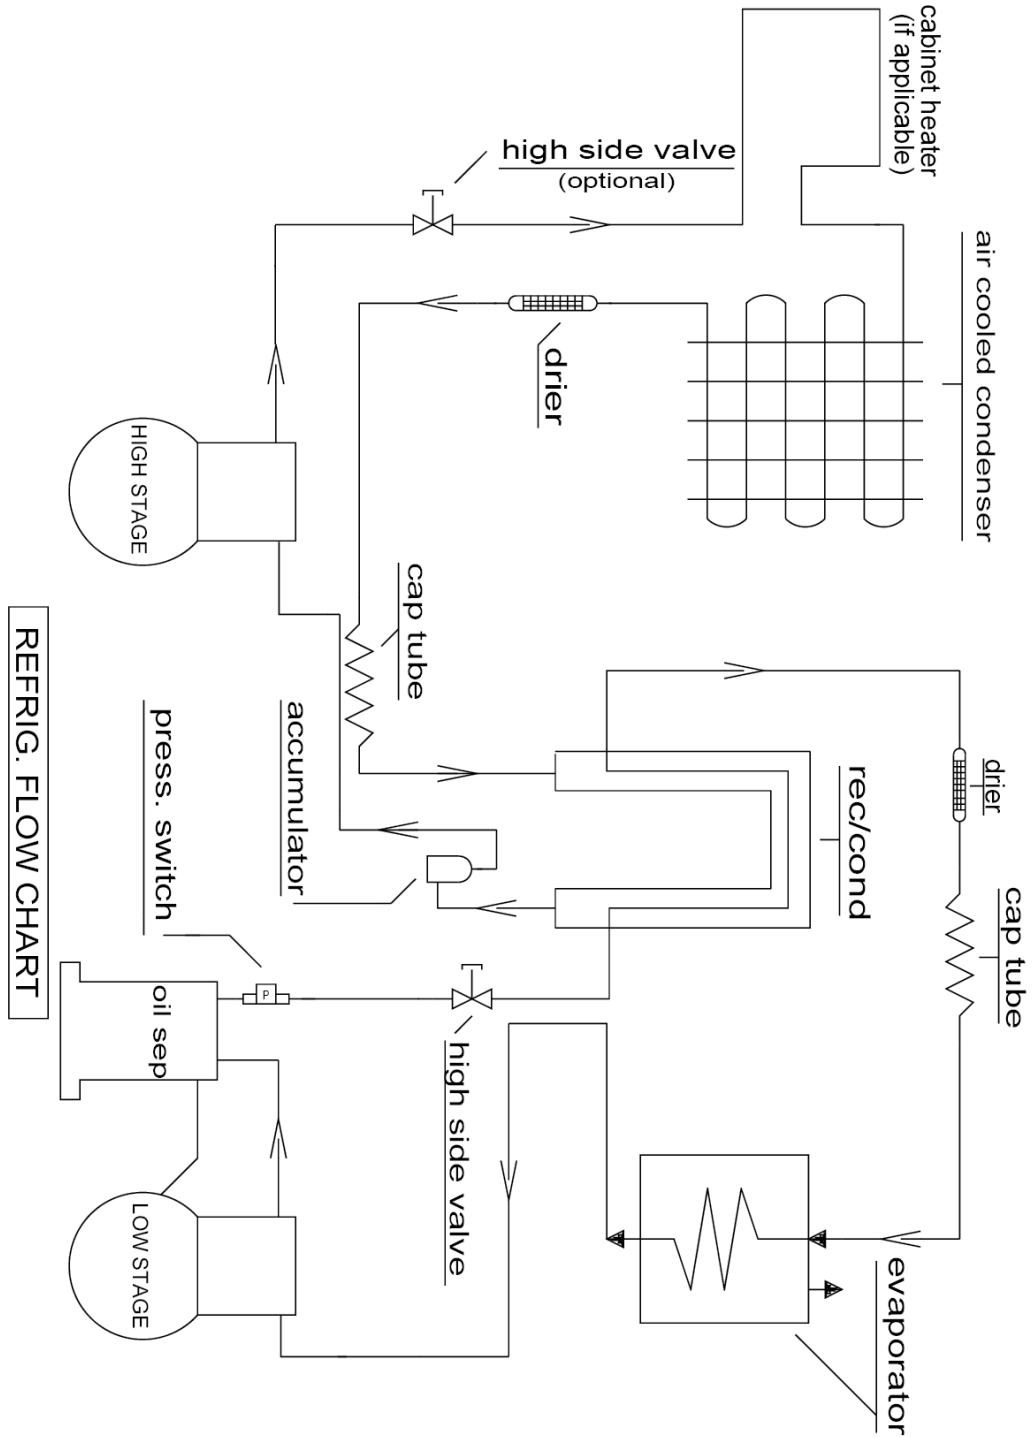 cabinet heater
(if applicable)
high side valve
(optional)
air cooled condenser
drier
HIGH STAGE
cap tube
REFRIG. FLOW CHART
press. switch
accumulator
rec/cond
drier
cap tube
P
oil sep
high side valve
LOW STAGE
evaporator